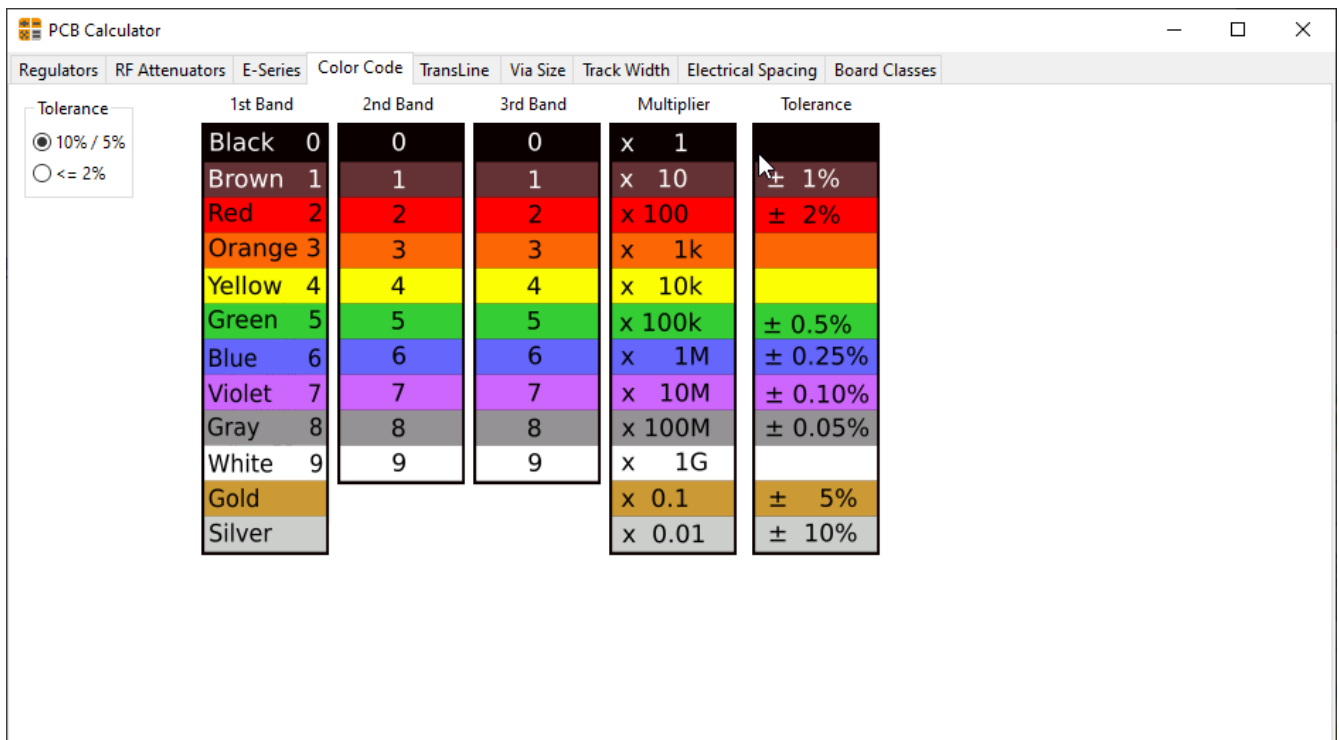 PCB Calculator
Regulators RF Attenuators E-Series Color Code TransLine Via Size Track Width Electrical Spacing Board Classes
Tolerance 1st Band 2nd Band 3rd Band Multiplier Tolerance
10% / 5% Black 0 0 0 x 1
<= 2% Brown 1 1 1 x 10 ± 1%
Red 2 2 2 x 100 ± 2%
Orange 3 3 3 x 1k
Yellow 4 4 4 x 10k
Green 5 5 5 x 100k ± 0.5%
Blue 6 6 6 x 1M ± 0.25%
Violet 7 7 7 x 10M ± 0.10%
Gray 8 8 8 x 100M ± 0.05%
White 9 9 9 x 1G
Gold x 0.1 ± 5%
Silver x 0.01 ± 10%